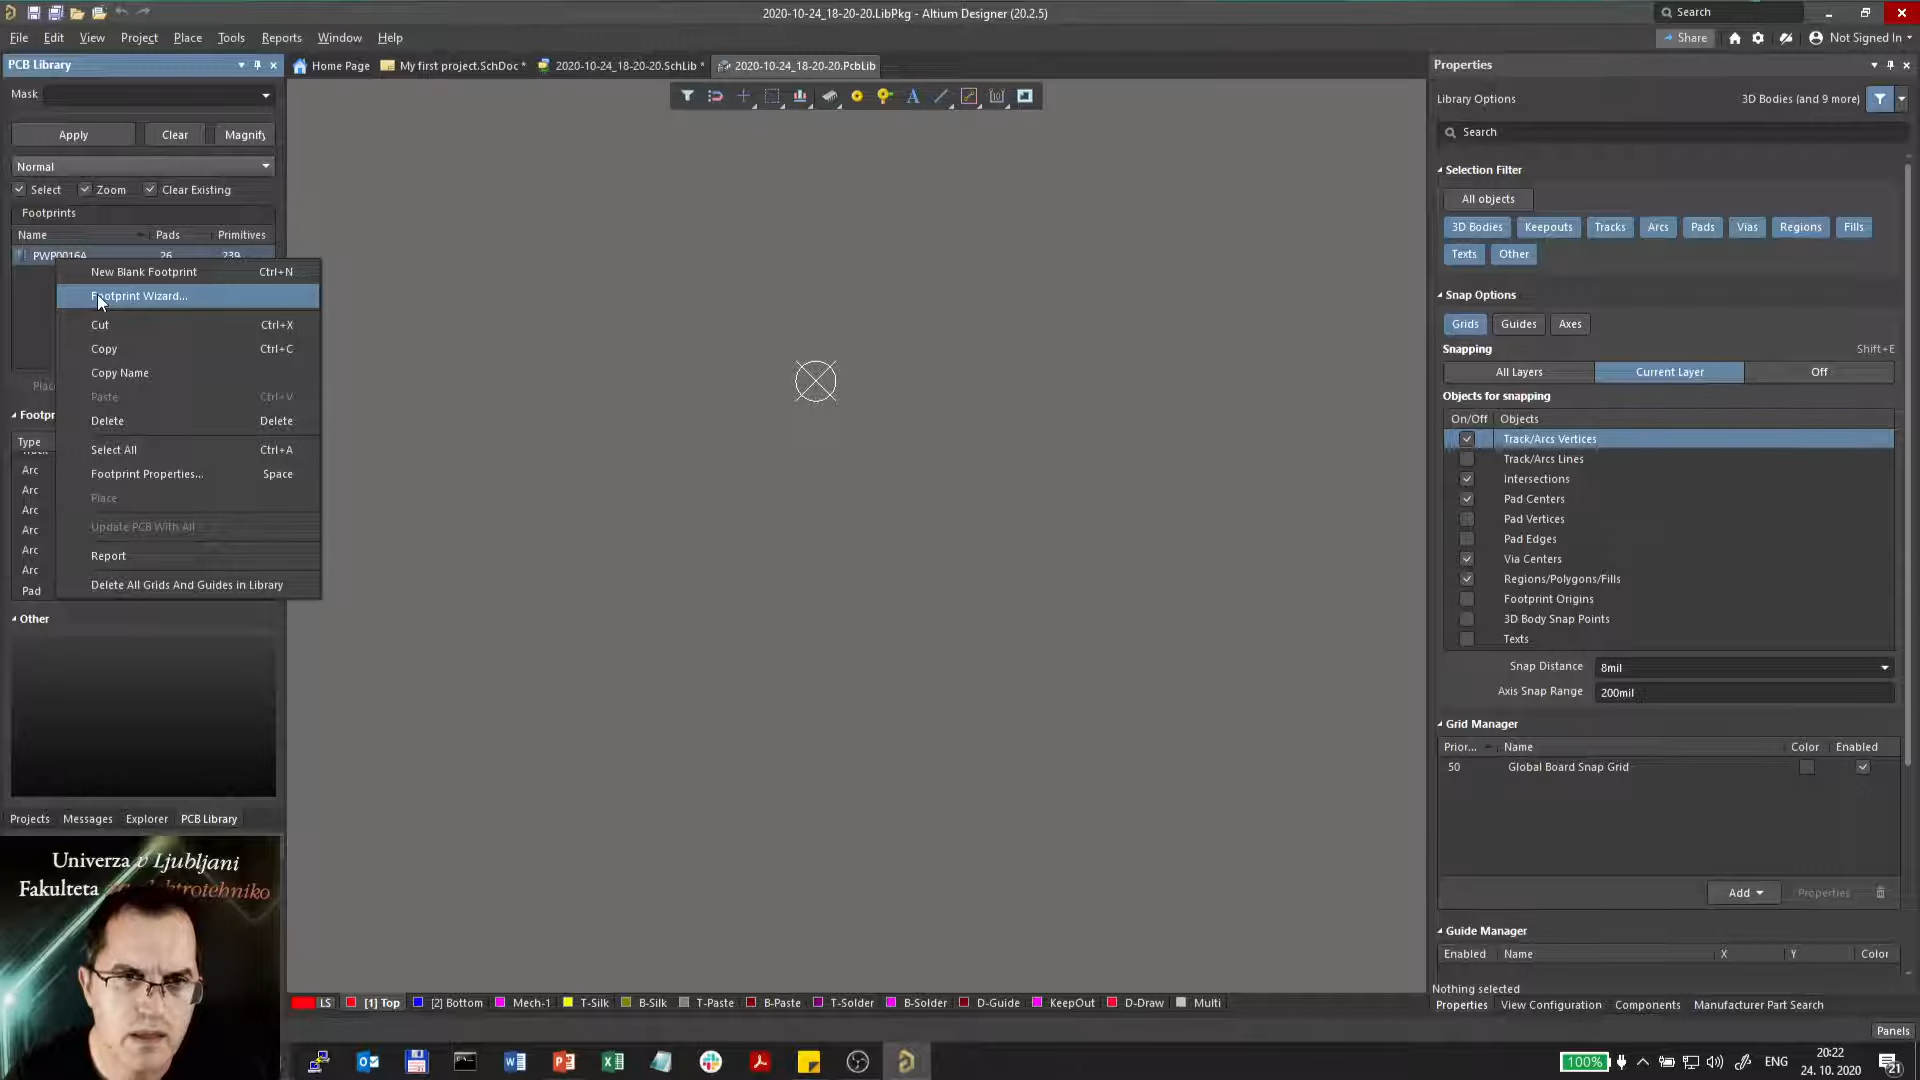 2020-10-24_18-20-20.LibPkg - Altium Designer (20.2.5)
Search
File Edit View Project Place Tools Reports Window Help
Share
Not Signed In
PCB Library
Home Page
My first project.SchDoc *
2020-10-24_18-20-20.SchLib *
2020-10-24_18-20-20.PcbLib
Mask
Apply Clear Magnify
Normal
Select Zoom Clear Existing
Footprints
Name Pads Primitives
PWP0016A 26 239
New Blank Footprint Ctrl+N
Footprint Wizard...
Cut Ctrl+X
Copy Ctrl+C
Copy Name
Paste Ctrl+V
Delete Delete
Select All Ctrl+A
Footprint Properties... Space
Place
Update PCB With All
Report
Delete All Grids And Guides in Library
Type
Arc
Arc
Arc
Arc
Arc
Arc
Pad
Other
Projects Messages Explorer PCB Library
Univerza v Ljubljani
Fakulteta
Properties
Library Options 3D Bodies (and 9 more)
Search
Selection Filter
All objects
3D Bodies Keepouts Tracks Arcs Pads Vias Regions Fills
Texts Other
Snap Options
Grids Guides Axes
Snapping Shift+E
All Layers Current Layer Off
Objects for snapping
On/Off Objects
Track/Arcs Vertices
Track/Arcs Lines
Intersections
Pad Centers
Pad Vertices
Pad Edges
Via Centers
Regions/Polygons/Fills
Footprint Origins
3D Body Snap Points
Texts
Snap Distance 8mil
Axis Snap Range 200mil
Grid Manager
Prior... Name Color Enabled
50 Global Board Snap Grid
Add Properties
Guide Manager
Enabled Name X Y Color
Nothing selected
LS [1] Top [2] Bottom Mech-1 T-Silk B-Silk T-Paste B-Paste T-Solder B-Solder D-Guide KeepOut D-Draw Multi
Properties View Configuration Components Manufacturer Part Search
Panels
100% ENG
20:22
24. 10. 2020
21